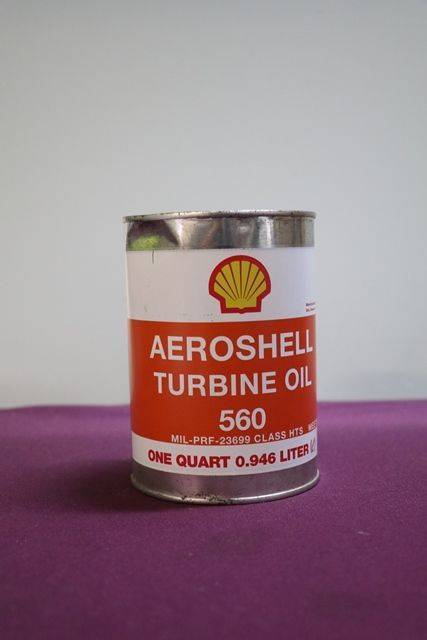 AEROSHELL
TURBINE OIL
560
MIL-PRF-23699 CLASS HTS
ONE QUART 0.946 LITER